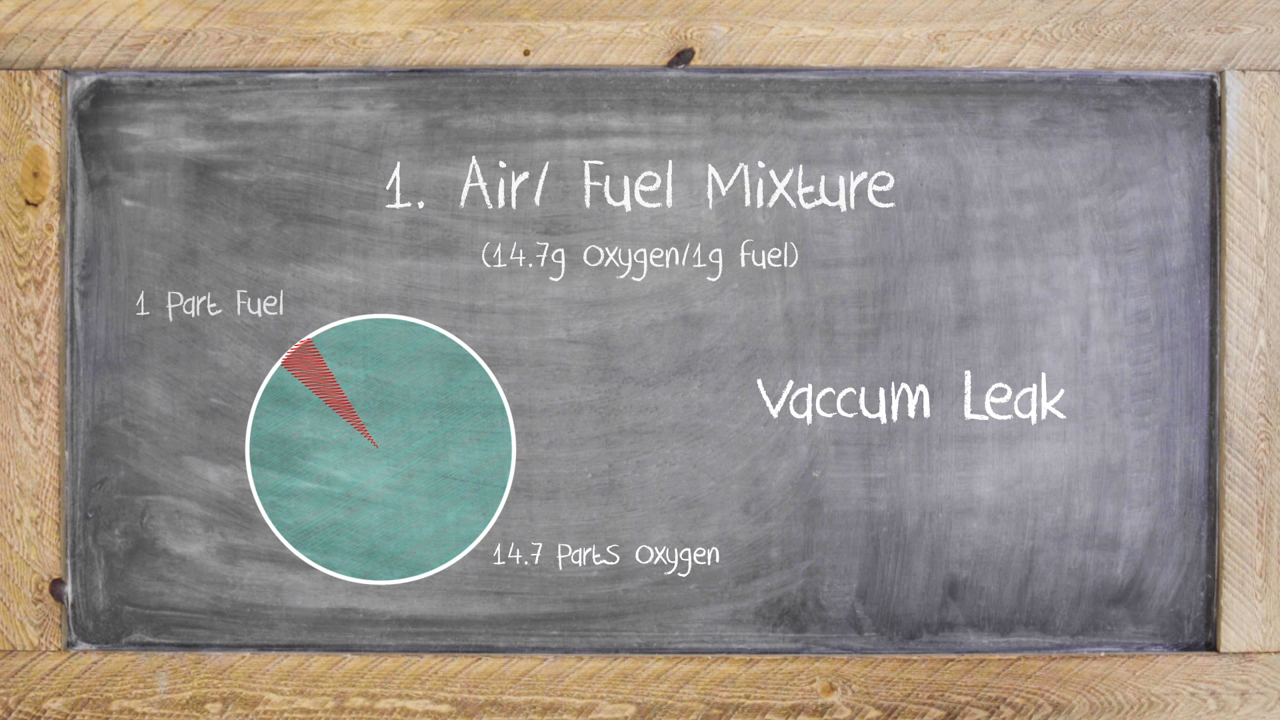 1. Air/ Fuel Mixture
(14.7g Oxygen/1g fuel)
1 Part Fuel
Vaccum Leak
14.7 Parts Oxygen